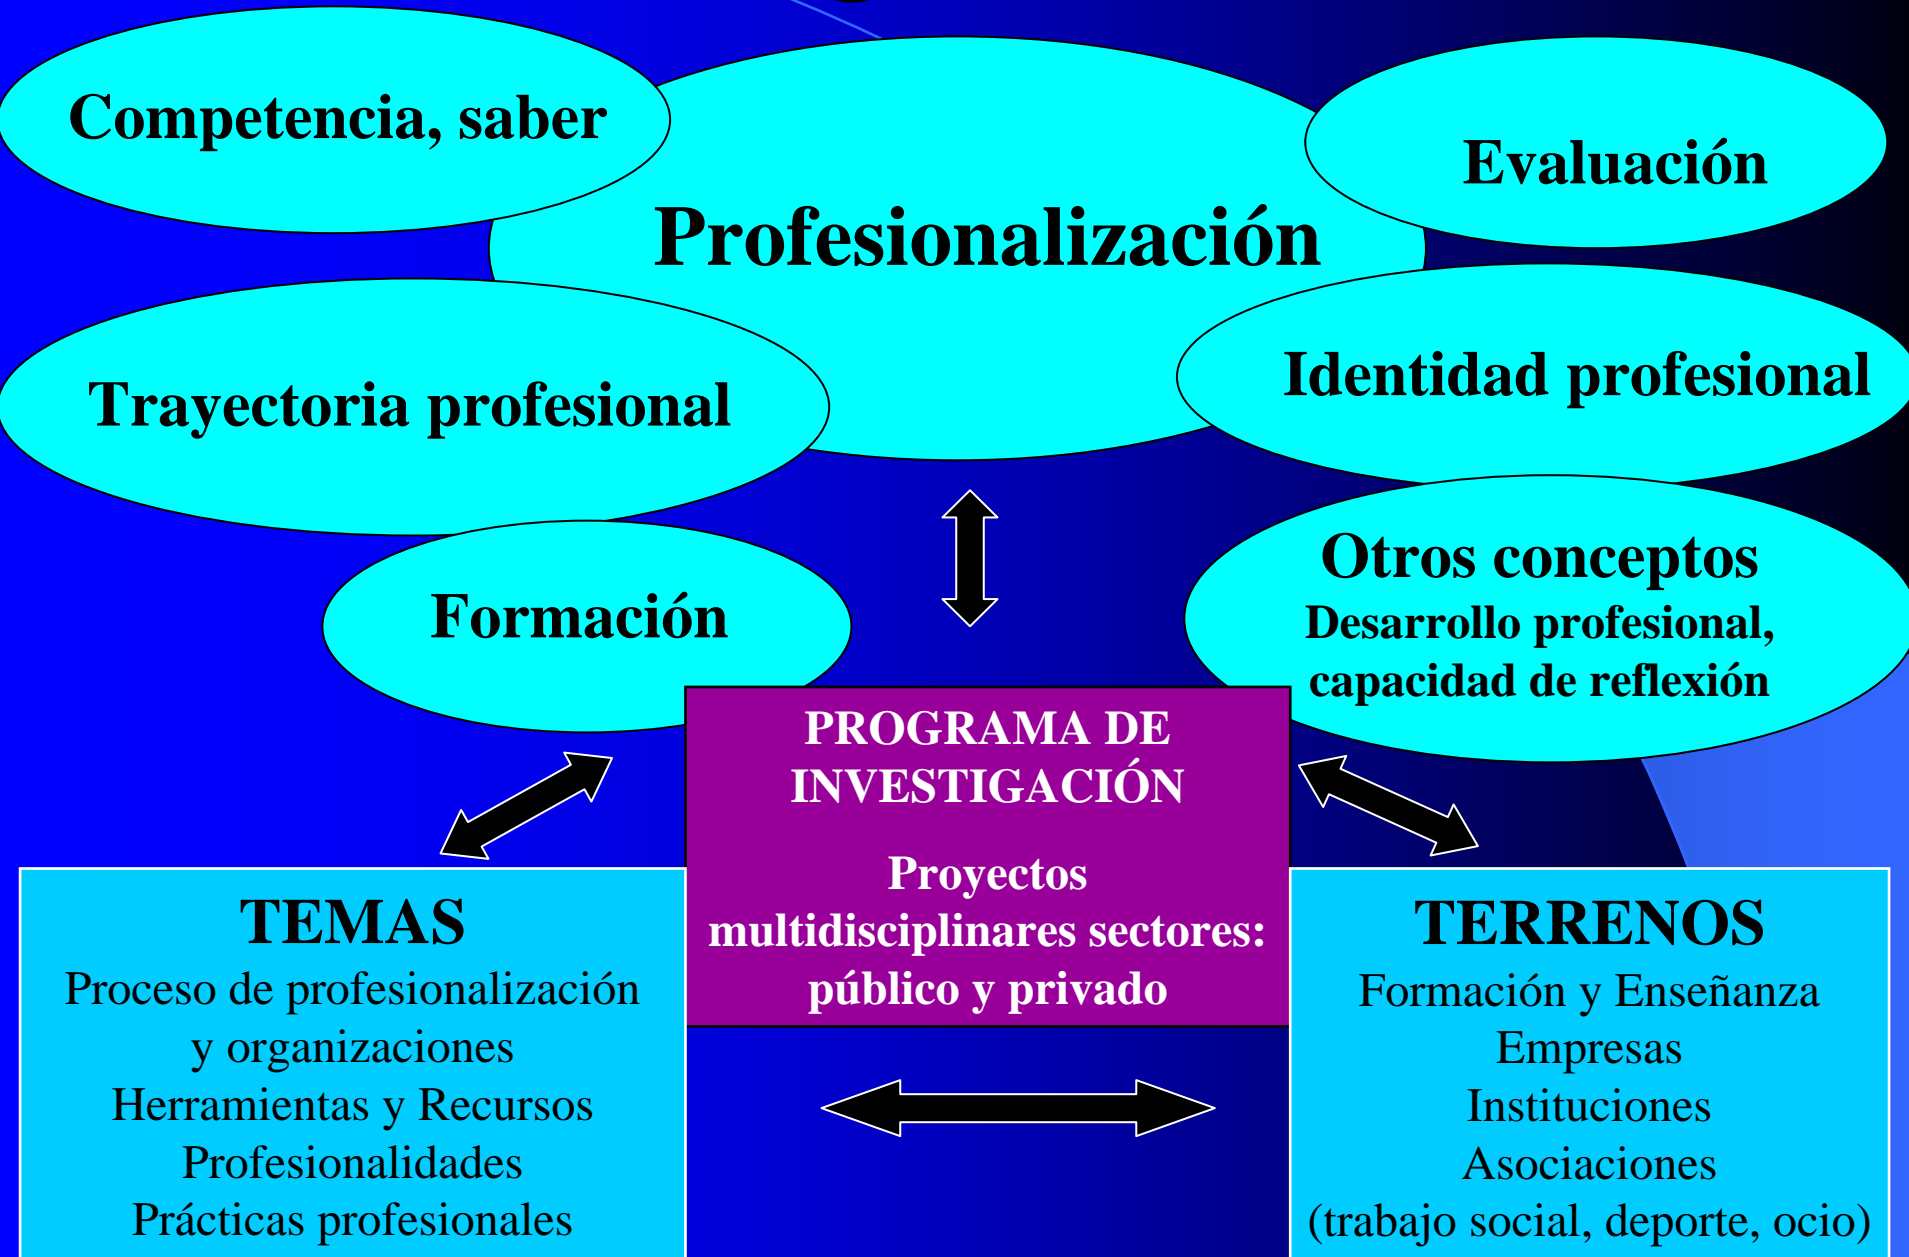 Competencia, saber
Evaluación
Profesionalización
Trayectoria profesional
Identidad profesional
Formación
Otros conceptos
Desarrollo profesional,
capacidad de reflexión
PROGRAMA DE
INVESTIGACIÓN
Proyectos
multidisciplinares sectores:
público y privado
TEMAS
Proceso de profesionalización
y organizaciones
Herramientas y Recursos
Profesionalidades
Prácticas profesionales
TERRENOS
Formación y Enseñanza
Empresas
Instituciones
Asociaciones
(trabajo social, deporte, ocio)